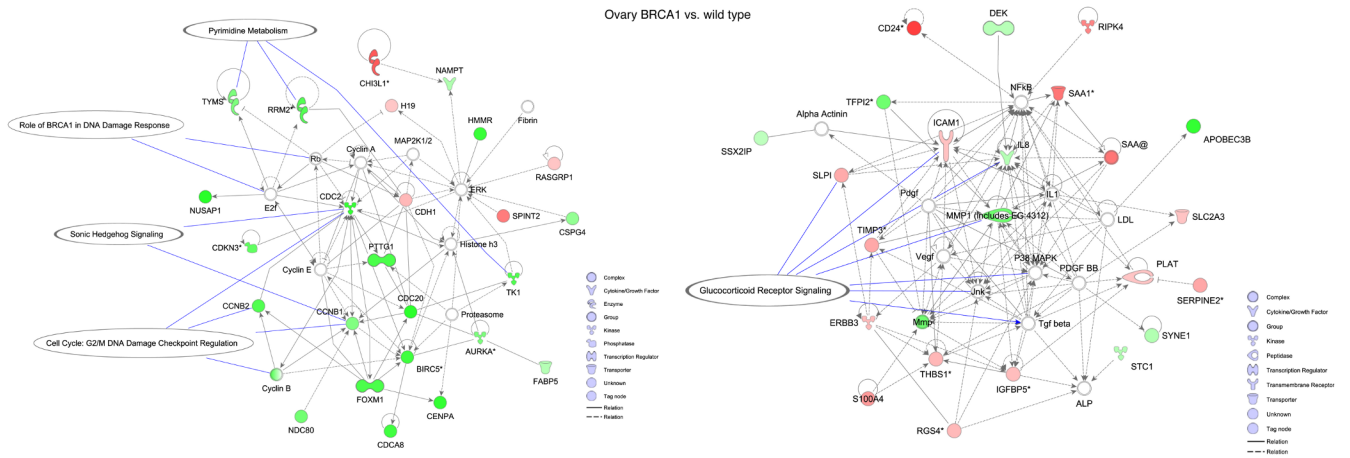 Ovary BRCA1 vs. wild type
Pyrimidine Metabolism
CHI3L1*
NAMPT
TYMS
RRM2*
H19
HMMR
Fibrin
Role of BRCA1 in DNA Damage Response
MAP2K1/2
Cyclin A
Rb
RASGRP1
ERK
NUSAP1
E2f
CDC2
CDH1
SPINT2
CSPG4
Sonic Hedgehog Signaling
CDKN3*
PTTG1
Histone h3
Cyclin E
TK1
CCNB2
CDC20
CCNB1
Proteasome
Cell Cycle: G2/M DNA Damage Checkpoint Regulation
AURKA*
BIRC5*
FABP5
Cyclin B
FOXM1
CENPA
NDC80
CDCA8
Complex
Cytokine/Growth Factor
Enzyme
Group
Kinase
Phosphatase
Transcription Regulator
Transporter
Unknown
Tag node
Relation
Relation
DEK
CD24*
RIPK4
NFkB
SAA1*
TFPI2*
Alpha Actinin
ICAM1
APOBEC3B
SSX2IP
IL8
SAA@
SLPI
Pdgf
IL1
MMP1 (includes EG:4312)
LDL
SLC2A3
TIMP3*
Vegf
P38 MAPK
PDGF BB
PLAT
Glucocorticoid Receptor Signaling
Jnk
SERPINE2*
ERBB3
Mmp
Tgf beta
SYNE1
STC1
THBS1*
IGFBP5*
S100A4
ALP
RGS4*
Complex
Cytokine/Growth Factor
Group
Kinase
Peptidase
Transcription Regulator
Transmembrane Receptor
Transporter
Unknown
Tag node
Relation
Relation